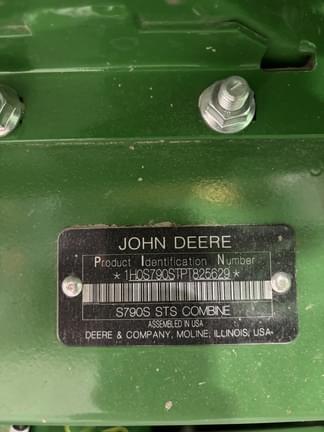 JOHN DEERE
Product Identification Number
*1H0S790STPT825629*
S790S STS COMBINE
ASSEMBLED IN USA
DEERE & COMPANY, MOLINE, ILLINOIS, USA